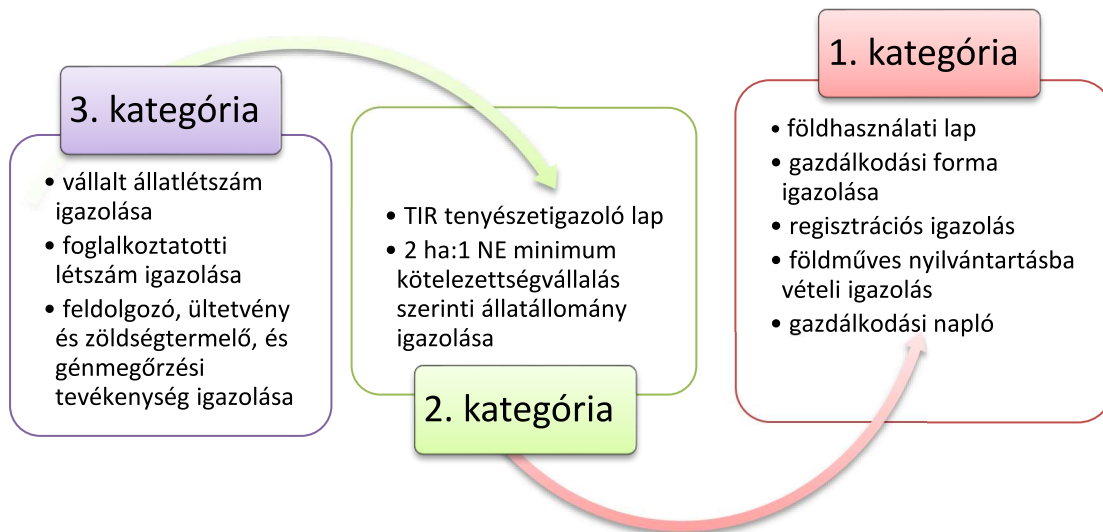 3. kategória
• vállalt állatlétszám
igazolása
• foglalkoztatotti
létszám igazolása
• feldolgozó, ültetvény
és zöldségtermelő, és
génmegőrzési
tevékenység igazolása
• TIR tenyészetigazoló lap
• 2 ha:1 NE minimum
kötelezettségvállalás
szerinti állatállomány
igazolása
2. kategória
1. kategória
• földhasználati lap
• gazdálkodási forma
igazolása
• regisztrációs igazolás
• földműves nyilvántartásba
vételi igazolás
• gazdálkodási napló